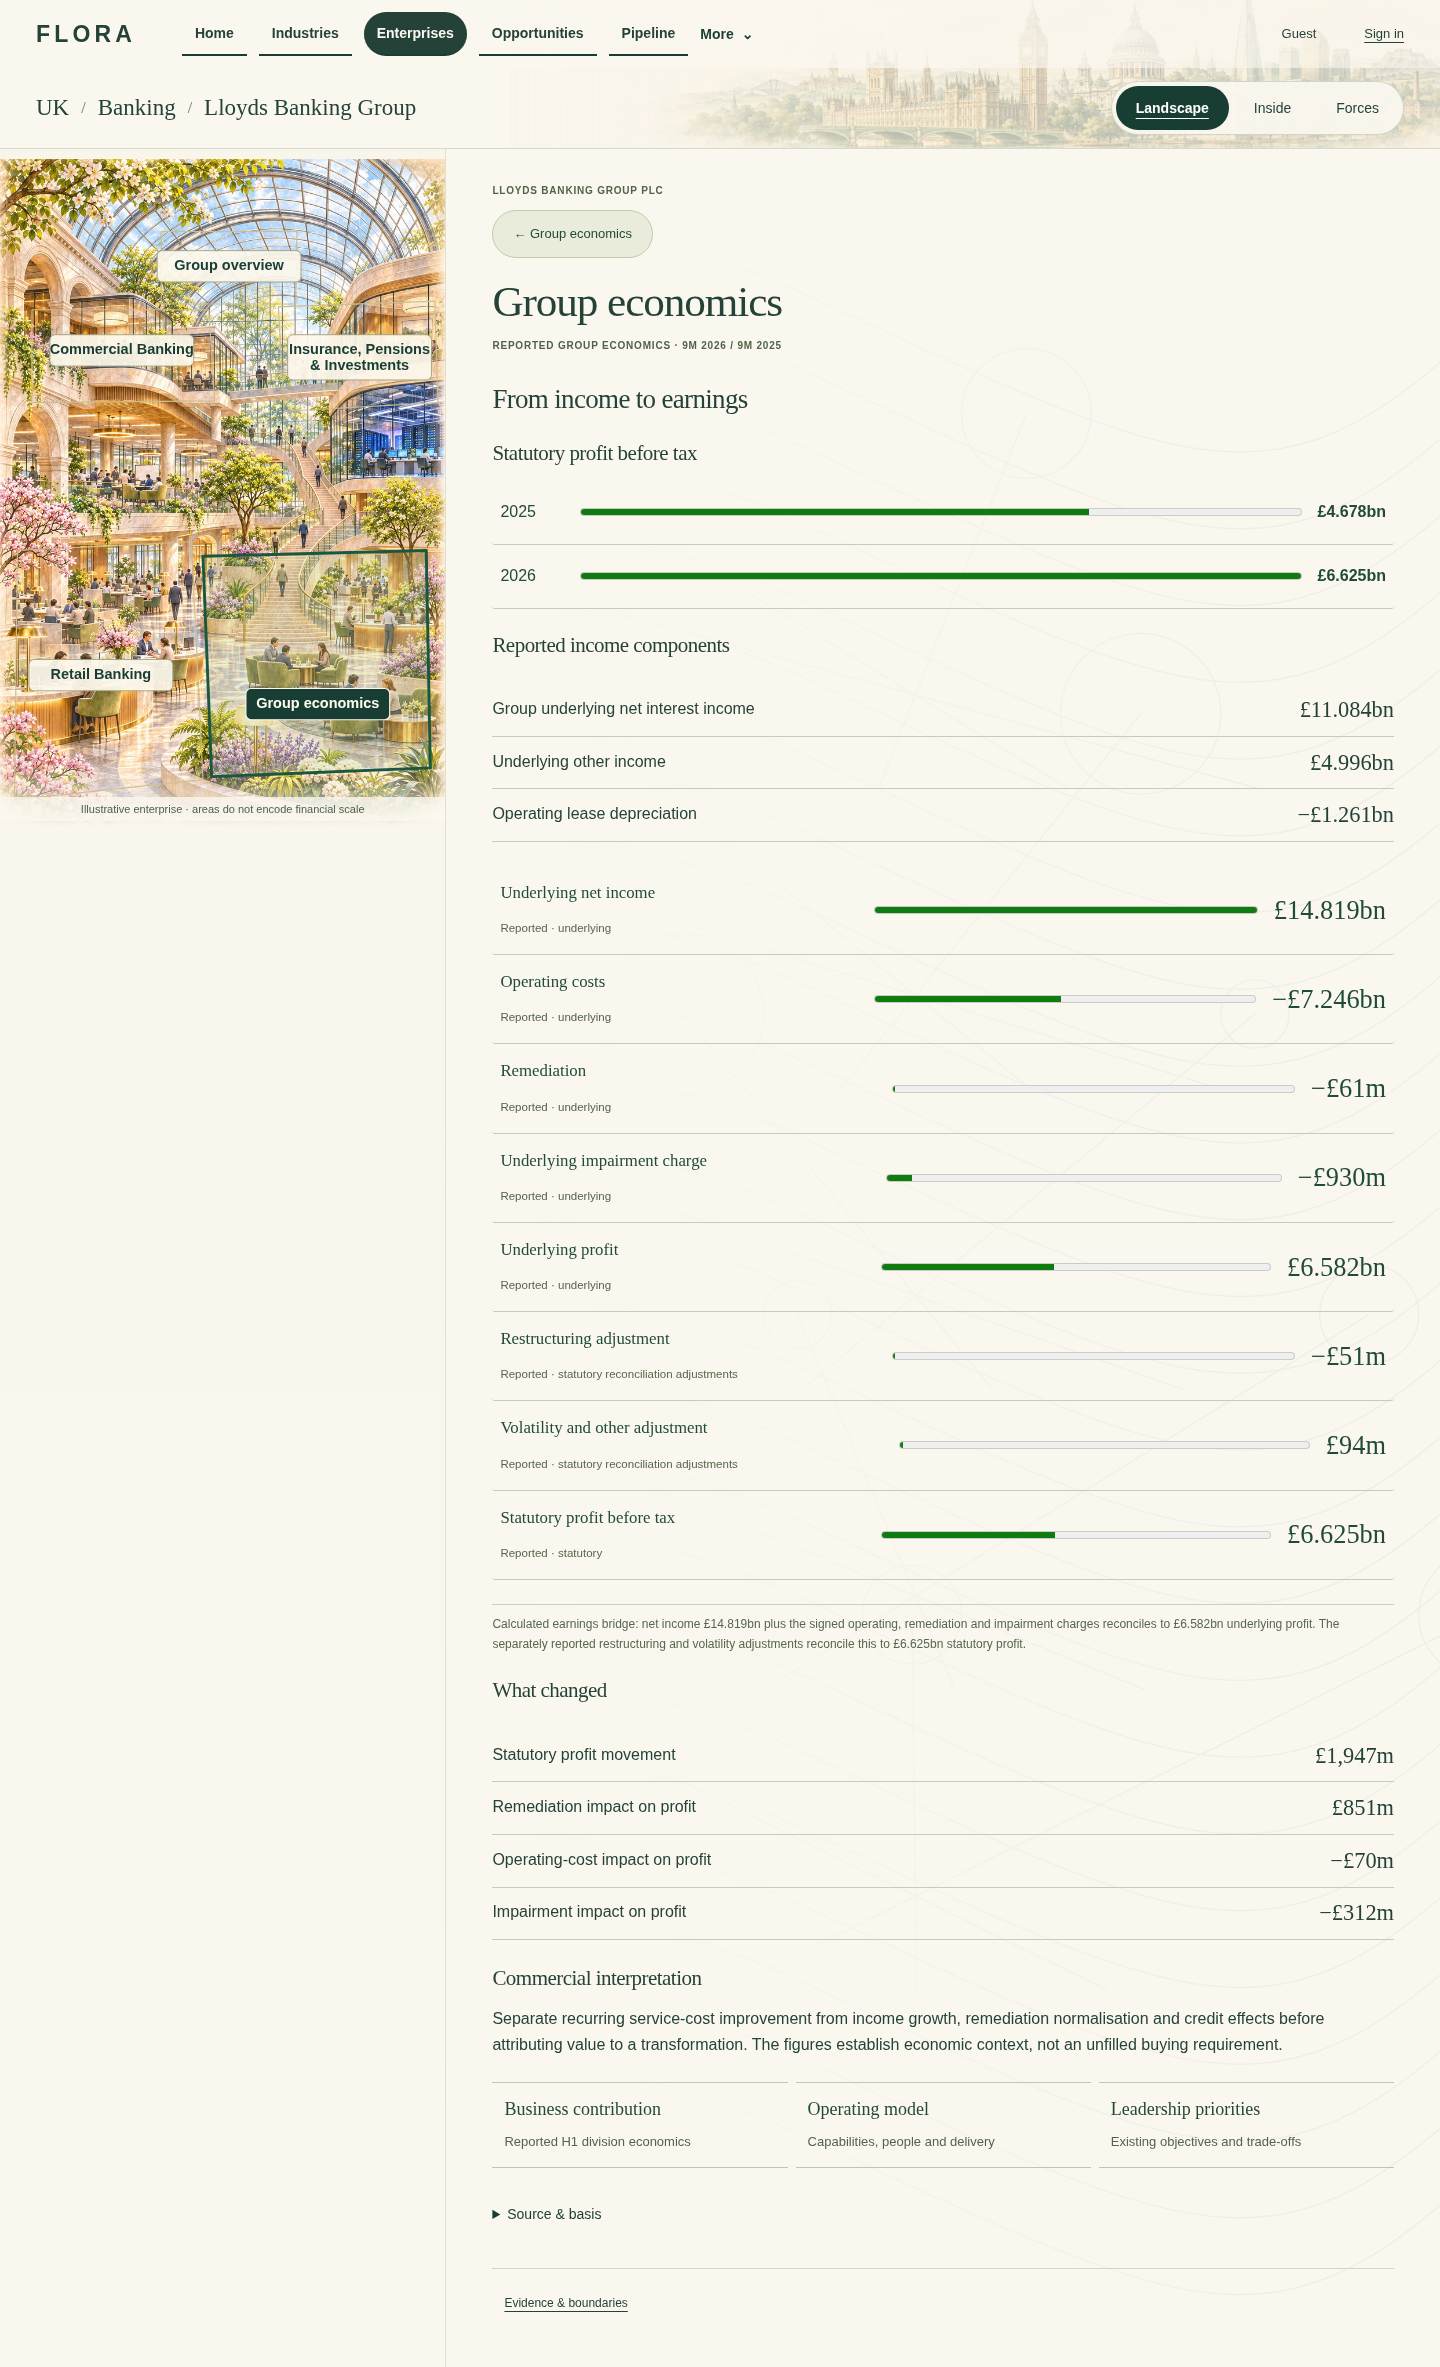 FLORA
Home
Industries
Enterprises
Opportunities
Pipeline
More
Guest
Sign in
UK / Banking / Lloyds Banking Group
Landscape
Inside
Forces
Group overview
Commercial Banking
Insurance, Pensions
& Investments
Retail Banking
Group economics
Illustrative enterprise · areas do not encode financial scale
LLOYDS BANKING GROUP PLC
← Group economics
Group economics
REPORTED GROUP ECONOMICS · 9M 2026 / 9M 2025
From income to earnings
Statutory profit before tax
2025 £4.678bn
2026 £6.625bn
Reported income components
Group underlying net interest income £11.084bn
Underlying other income £4.996bn
Operating lease depreciation −£1.261bn
Underlying net income
Reported · underlying
£14.819bn
Operating costs
Reported · underlying
−£7.246bn
Remediation
Reported · underlying
−£61m
Underlying impairment charge
Reported · underlying
−£930m
Underlying profit
Reported · underlying
£6.582bn
Restructuring adjustment
Reported · statutory reconciliation adjustments
−£51m
Volatility and other adjustment
Reported · statutory reconciliation adjustments
£94m
Statutory profit before tax
Reported · statutory
£6.625bn
Calculated earnings bridge: net income £14.819bn plus the signed operating, remediation and impairment charges reconciles to £6.582bn underlying profit. The
separately reported restructuring and volatility adjustments reconcile this to £6.625bn statutory profit.
What changed
Statutory profit movement £1,947m
Remediation impact on profit £851m
Operating-cost impact on profit −£70m
Impairment impact on profit −£312m
Commercial interpretation
Separate recurring service-cost improvement from income growth, remediation normalisation and credit effects before
attributing value to a transformation. The figures establish economic context, not an unfilled buying requirement.
Business contribution
Reported H1 division economics
Operating model
Capabilities, people and delivery
Leadership priorities
Existing objectives and trade-offs
Source & basis
Evidence & boundaries